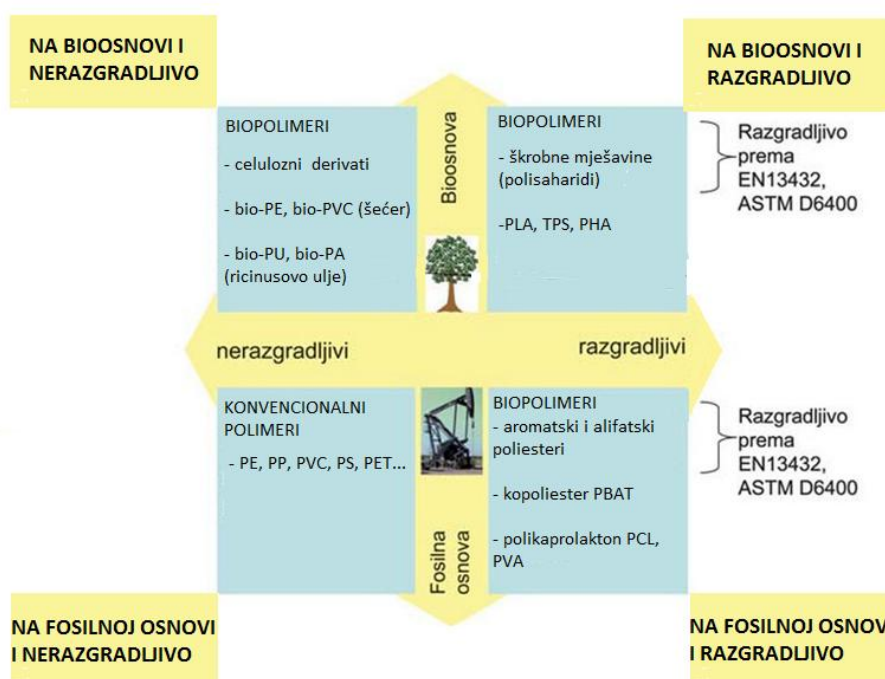 NA BIOOSNOVI I
NERAZGRADLJIVO
NA BIOOSNOVI I
RAZGRADLJIVO
BIOPOLIMERI
- celulozni derivati
- bio-PE, bio-PVC (šećer)
- bio-PU, bio-PA
(ricinusovo ulje)
Bioosnova
BIOPOLIMERI
- škrobne mješavine
(polisaharidi)
-PLA, TPS, PHA
Razgradljivo
prema
EN13432,
ASTM D6400
nerazgradljivi
razgradljivi
KONVENCIONALNI
POLIMERI
- PE, PP, PVC, PS, PET...
Fosilna
osnova
BIOPOLIMERI
- aromatski i alifatski
poliesteri
- kopoliester PBAT
- polikaprolakton PCL,
PVA
Razgradljivo
prema
EN13432,
ASTM D6400
NA FOSILNOJ OSNOVI
I NERAZGRADLJIVO
NA FOSILNOJ OSNOV
I RAZGRADLJIVO